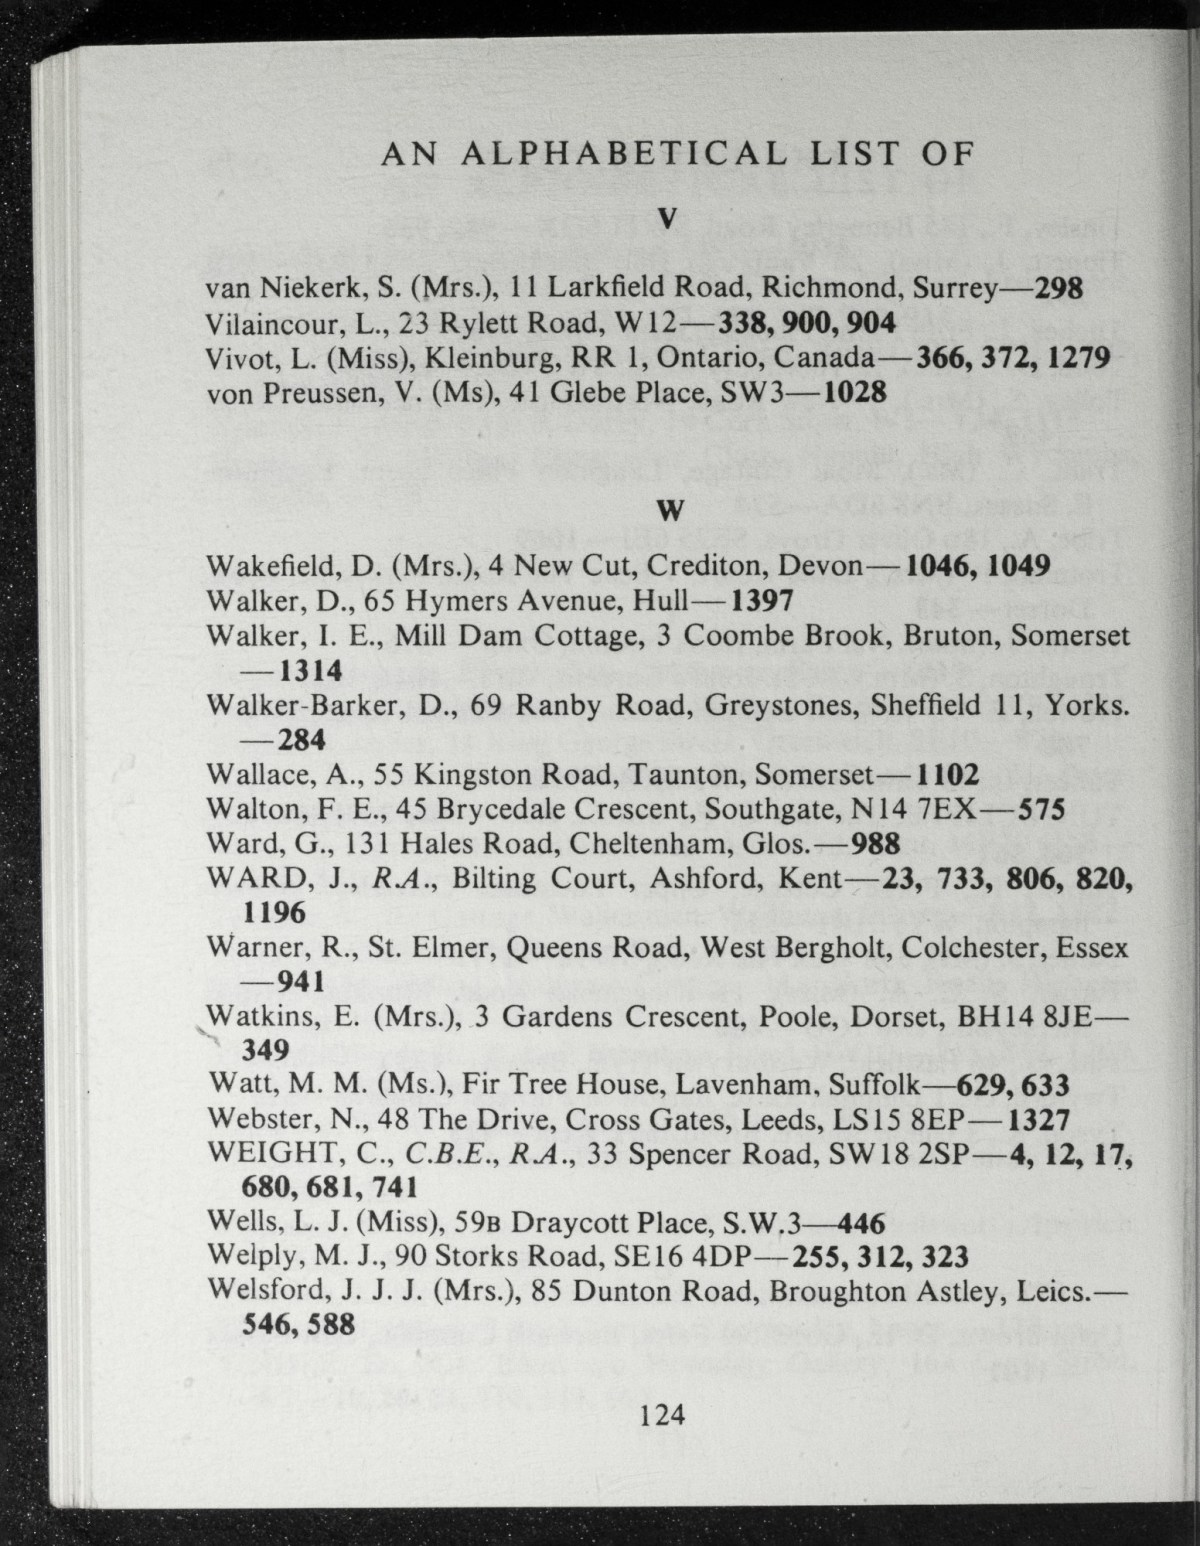 AN ALPHABETICAL LIST OF
V
van Niekerk, S. (Mrs.), 11 Larkfield Road, Richmond, Surrey—298
Vilaincour, L., 23 Rylett Road, W12—338, 900, 904
Vivot, L. (Miss), Kleinburg, RR 1, Ontario, Canada—366, 372, 1279
von Preussen, V. (Ms), 41 Glebe Place, SW3—1028
W
Wakefield, D. (Mrs.), 4 New Cut, Crediton, Devon—1046, 1049
Walker, D., 65 Hymers Avenue, Hull—1397
Walker, I. E., Mill Dam Cottage, 3 Coombe Brook, Bruton, Somerset
—1314
Walker-Barker, D., 69 Ranby Road, Greystones, Sheffield 11, Yorks.
—284
Wallace, A., 55 Kingston Road, Taunton, Somerset—1102
Walton, F. E., 45 Brycedale Crescent, Southgate, N14 7EX—575
Ward, G., 131 Hales Road, Cheltenham, Glos.—988
WARD, J., R.A., Bilting Court, Ashford, Kent—23, 733, 806, 820,
1196
Warner, R., St. Elmer, Queens Road, West Bergholt, Colchester, Essex
—941
Watkins, E. (Mrs.), 3 Gardens Crescent, Poole, Dorset, BH14 8JE—
349
Watt, M. M. (Ms.), Fir Tree House, Lavenham, Suffolk—629, 633
Webster, N., 48 The Drive, Cross Gates, Leeds, LS15 8EP—1327
WEIGHT, C., C.B.E., R.A., 33 Spencer Road, SW18 2SP—4, 12, 17,
680, 681, 741
Wells, L. J. (Miss), 59B Draycott Place, S.W.3—446
Welply, M. J., 90 Storks Road, SE16 4DP—255, 312, 323
Welsford, J. J. J. (Mrs.), 85 Dunton Road, Broughton Astley, Leics.—
546, 588
124